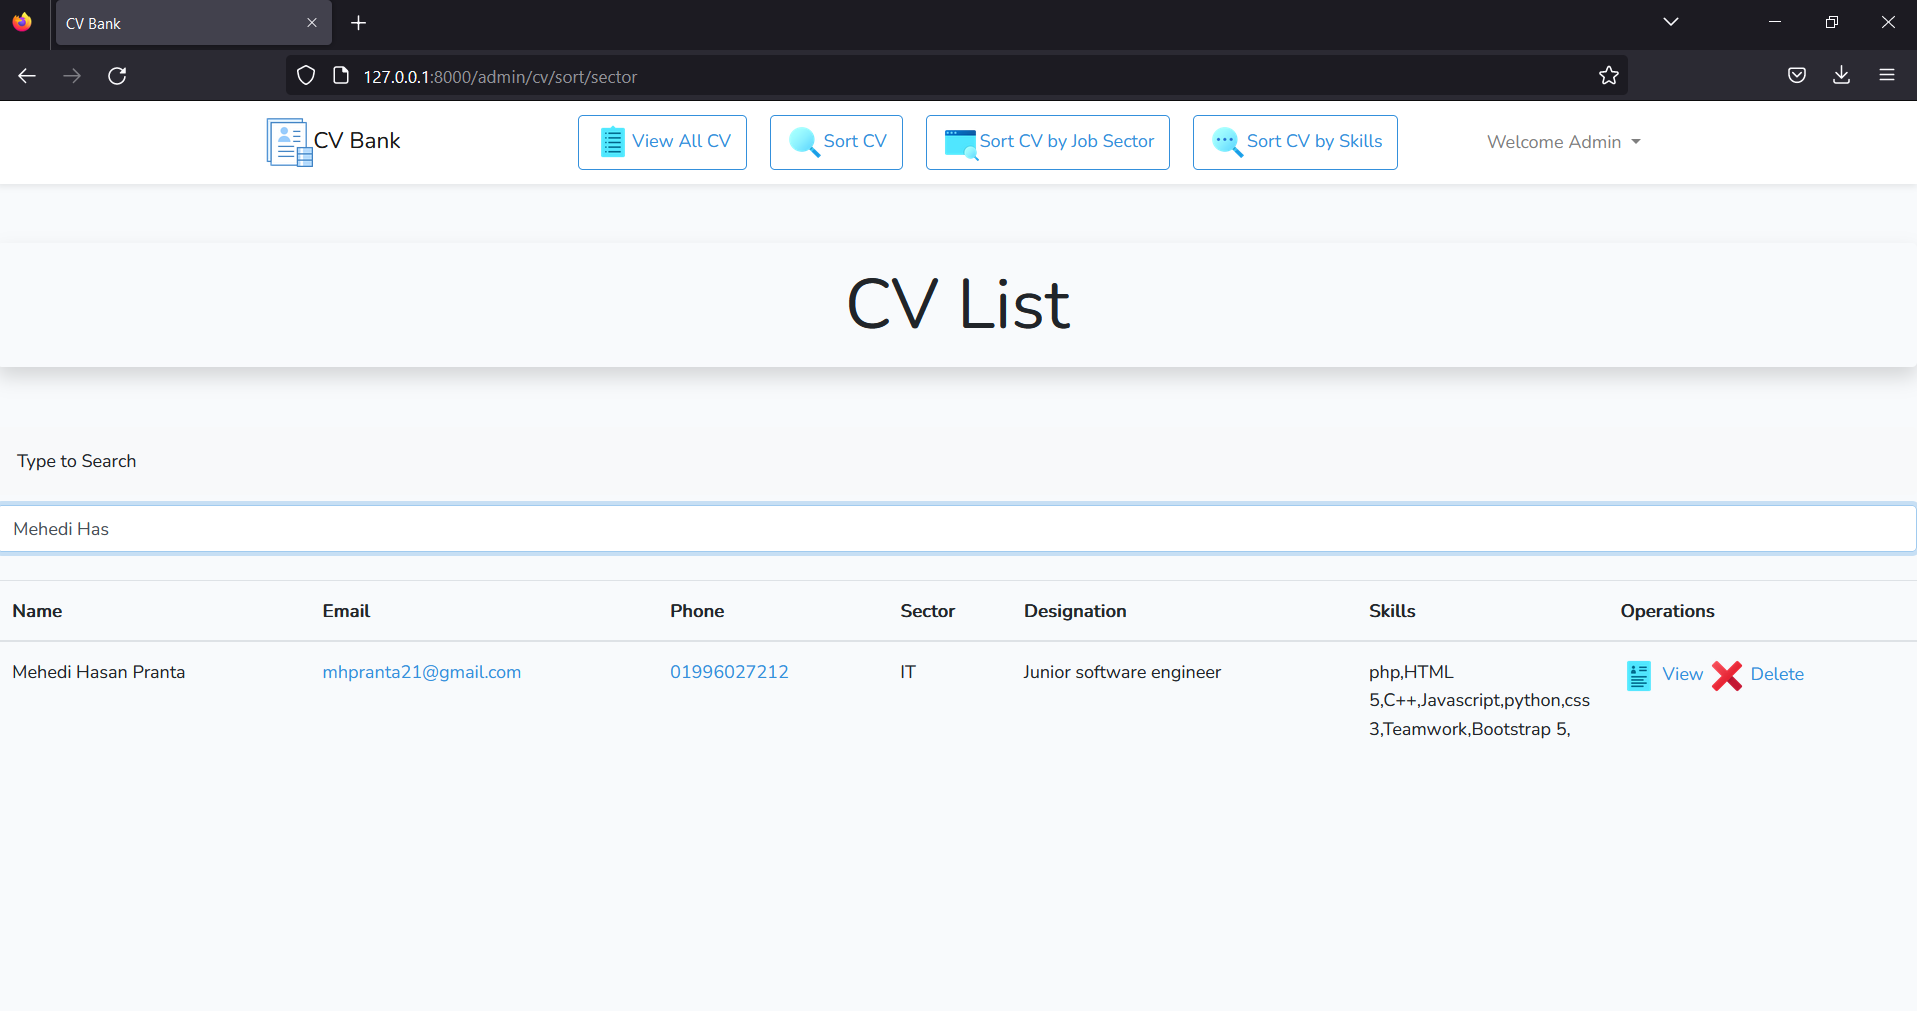 CV Bank
127.0.0.1:8000/admin/cv/sort/sector
CV Bank
View All CV
Sort CV
Sort CV by Job Sector
Sort CV by Skills
Welcome Admin
CV List
Type to Search
Mehedi Has
Name Email Phone Sector Designation Skills Operations
Mehedi Hasan Pranta mhpranta21@gmail.com 01996027212 IT Junior software engineer php,HTML View Delete
5,C++,Javascript,python,css
3,Teamwork,Bootstrap 5,